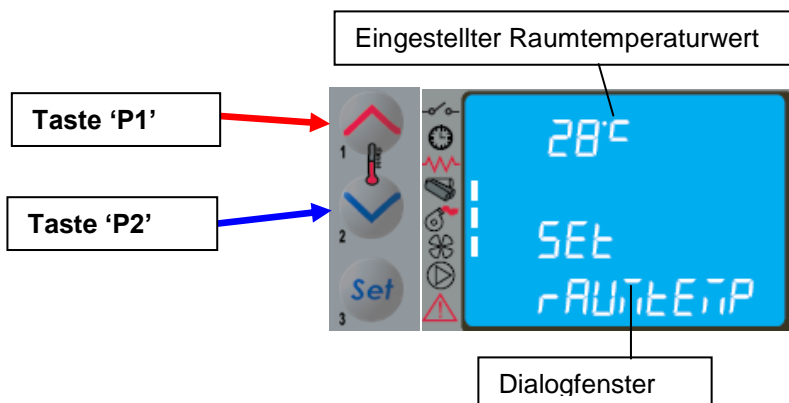 Eingestellter Raumtemperaturwert
Taste ‘P1’
1
28°C
Taste ‘P2’
2
SEt
Set
3
rAUmtEmP
Dialogfenster